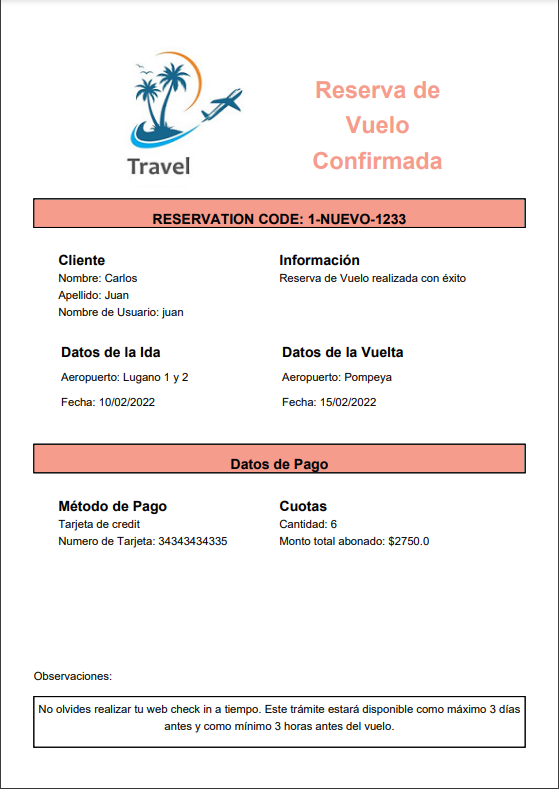 Travel
Reserva de
Vuelo
Confirmada
RESERVATION CODE: 1-NUEVO-1233
Cliente
Nombre: Carlos
Apellido: Juan
Nombre de Usuario: juan
Información
Reserva de Vuelo realizada con éxito
Datos de la Ida
Aeropuerto: Lugano 1 y 2
Fecha: 10/02/2022
Datos de la Vuelta
Aeropuerto: Pompeya
Fecha: 15/02/2022
Datos de Pago
Método de Pago
Tarjeta de credit
Numero de Tarjeta: 34343434335
Cuotas
Cantidad: 6
Monto total abonado: $2750.0
Observaciones:
No olvides realizar tu web check in a tiempo. Este trámite estará disponible como máximo 3 días
antes y como mínimo 3 horas antes del vuelo.